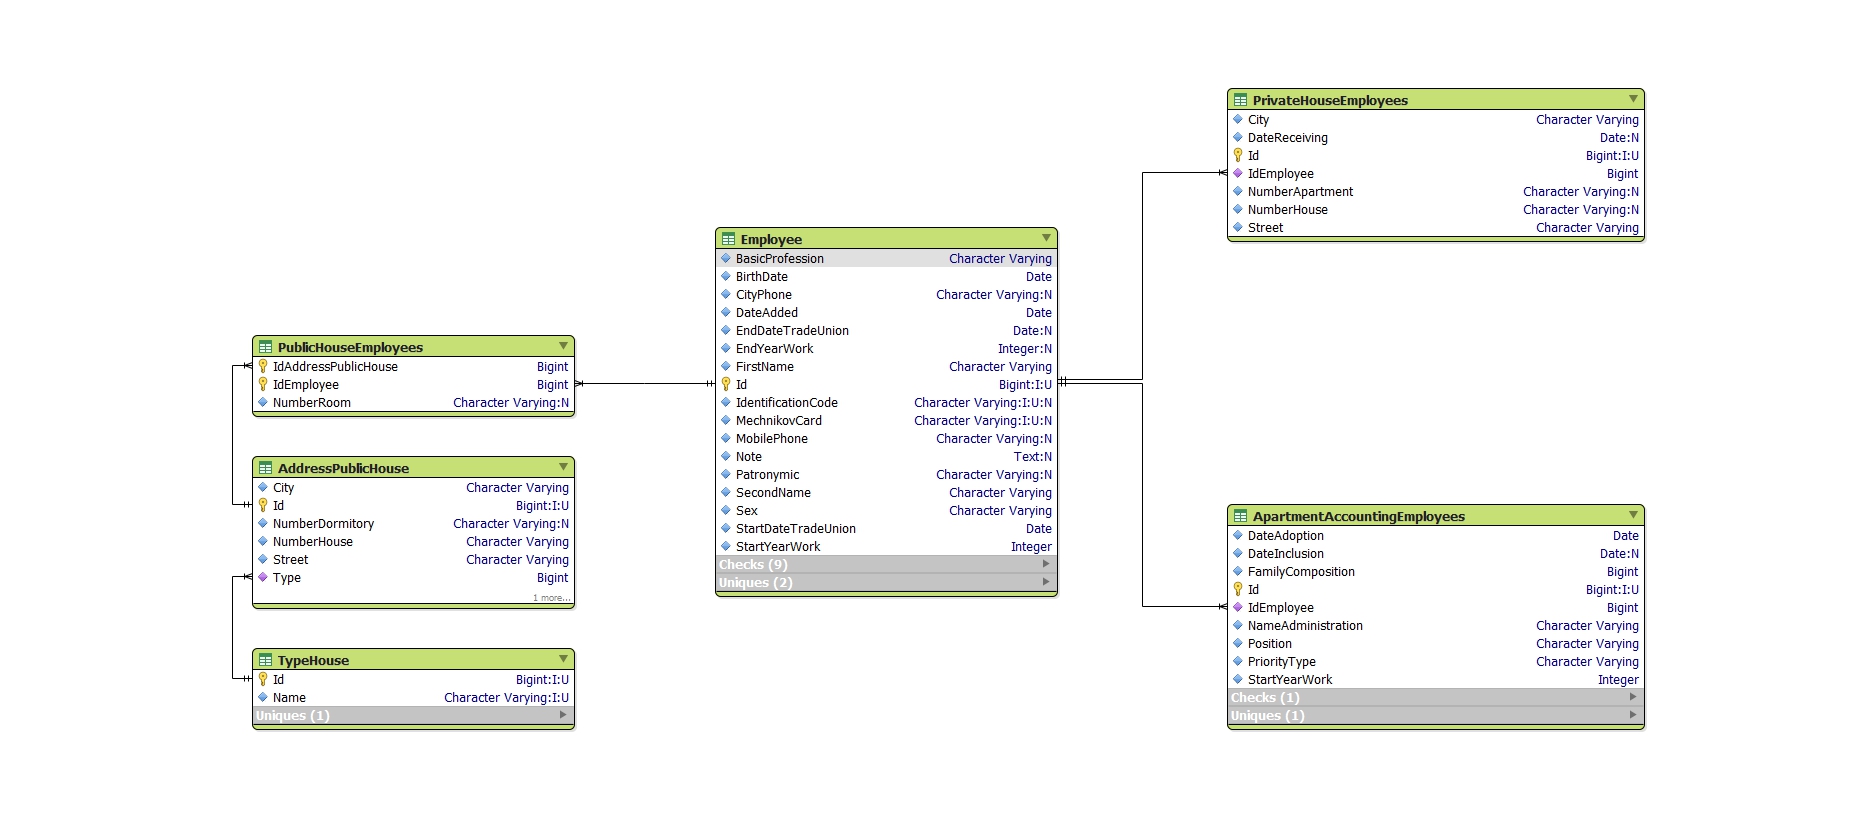 PrivateHouseEmployees
City Character Varying
DateReceiving Date:N
Id Bigint:I:U
IdEmployee Bigint
NumberApartment Character Varying:N
NumberHouse Character Varying:N
Street Character Varying
Employee
BasicProfession Character Varying
BirthDate Date
CityPhone Character Varying:N
DateAdded Date
EndDateTradeUnion Date:N
EndYearWork Integer:N
FirstName Character Varying
Id Bigint:I:U
IdentificationCode Character Varying:I:U:N
MechnikovCard Character Varying:I:U:N
MobilePhone Character Varying:N
Note Text:N
Patronymic Character Varying:N
SecondName Character Varying
Sex Character Varying
StartDateTradeUnion Date
StartYearWork Integer
Checks (9)
Uniques (2)
PublicHouseEmployees
IdAddressPublicHouse Bigint
IdEmployee Bigint
NumberRoom Character Varying:N
AddressPublicHouse
City Character Varying
Id Bigint:I:U
NumberDormitory Character Varying:N
NumberHouse Character Varying
Street Character Varying
Type Bigint
1 more...
TypeHouse
Id Bigint:I:U
Name Character Varying:I:U
Uniques (1)
ApartmentAccountingEmployees
DateAdoption Date
DateInclusion Date:N
FamilyComposition Bigint
Id Bigint:I:U
IdEmployee Bigint
NameAdministration Character Varying
Position Character Varying
PriorityType Character Varying
StartYearWork Integer
Checks (1)
Uniques (1)